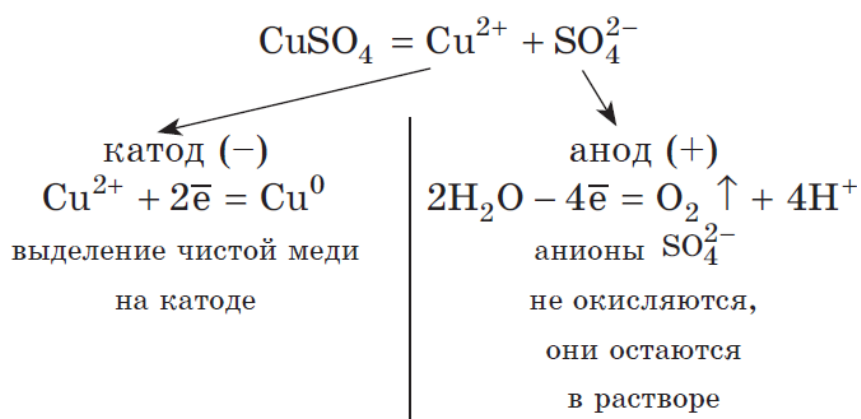 CuSO₄ = Cu²⁺ + SO₄²⁻
катод (−)
Cu²⁺ + 2e̅ = Cu⁰
выделение чистой меди
на катоде
анод (+)
2H₂O − 4e̅ = O₂ ↑ + 4H⁺
анионы SO₄²⁻
не окисляются,
они остаются
в растворе